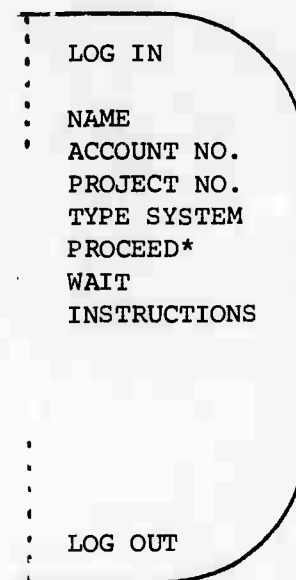 LOG IN
NAME
ACCOUNT NO.
PROJECT NO.
TYPE SYSTEM
PROCEED*
WAIT
INSTRUCTIONS
LOG OUT